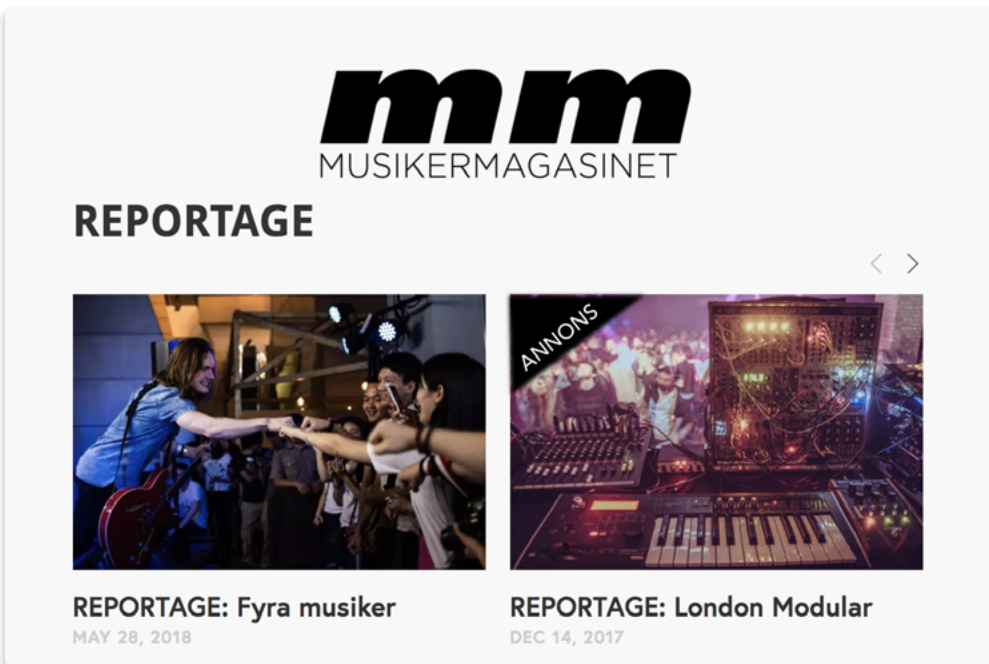 mm
MUSIKERMAGASINET
REPORTAGE
ANNONS
REPORTAGE: Fyra musiker
MAY 28, 2018
REPORTAGE: London Modular
DEC 14, 2017